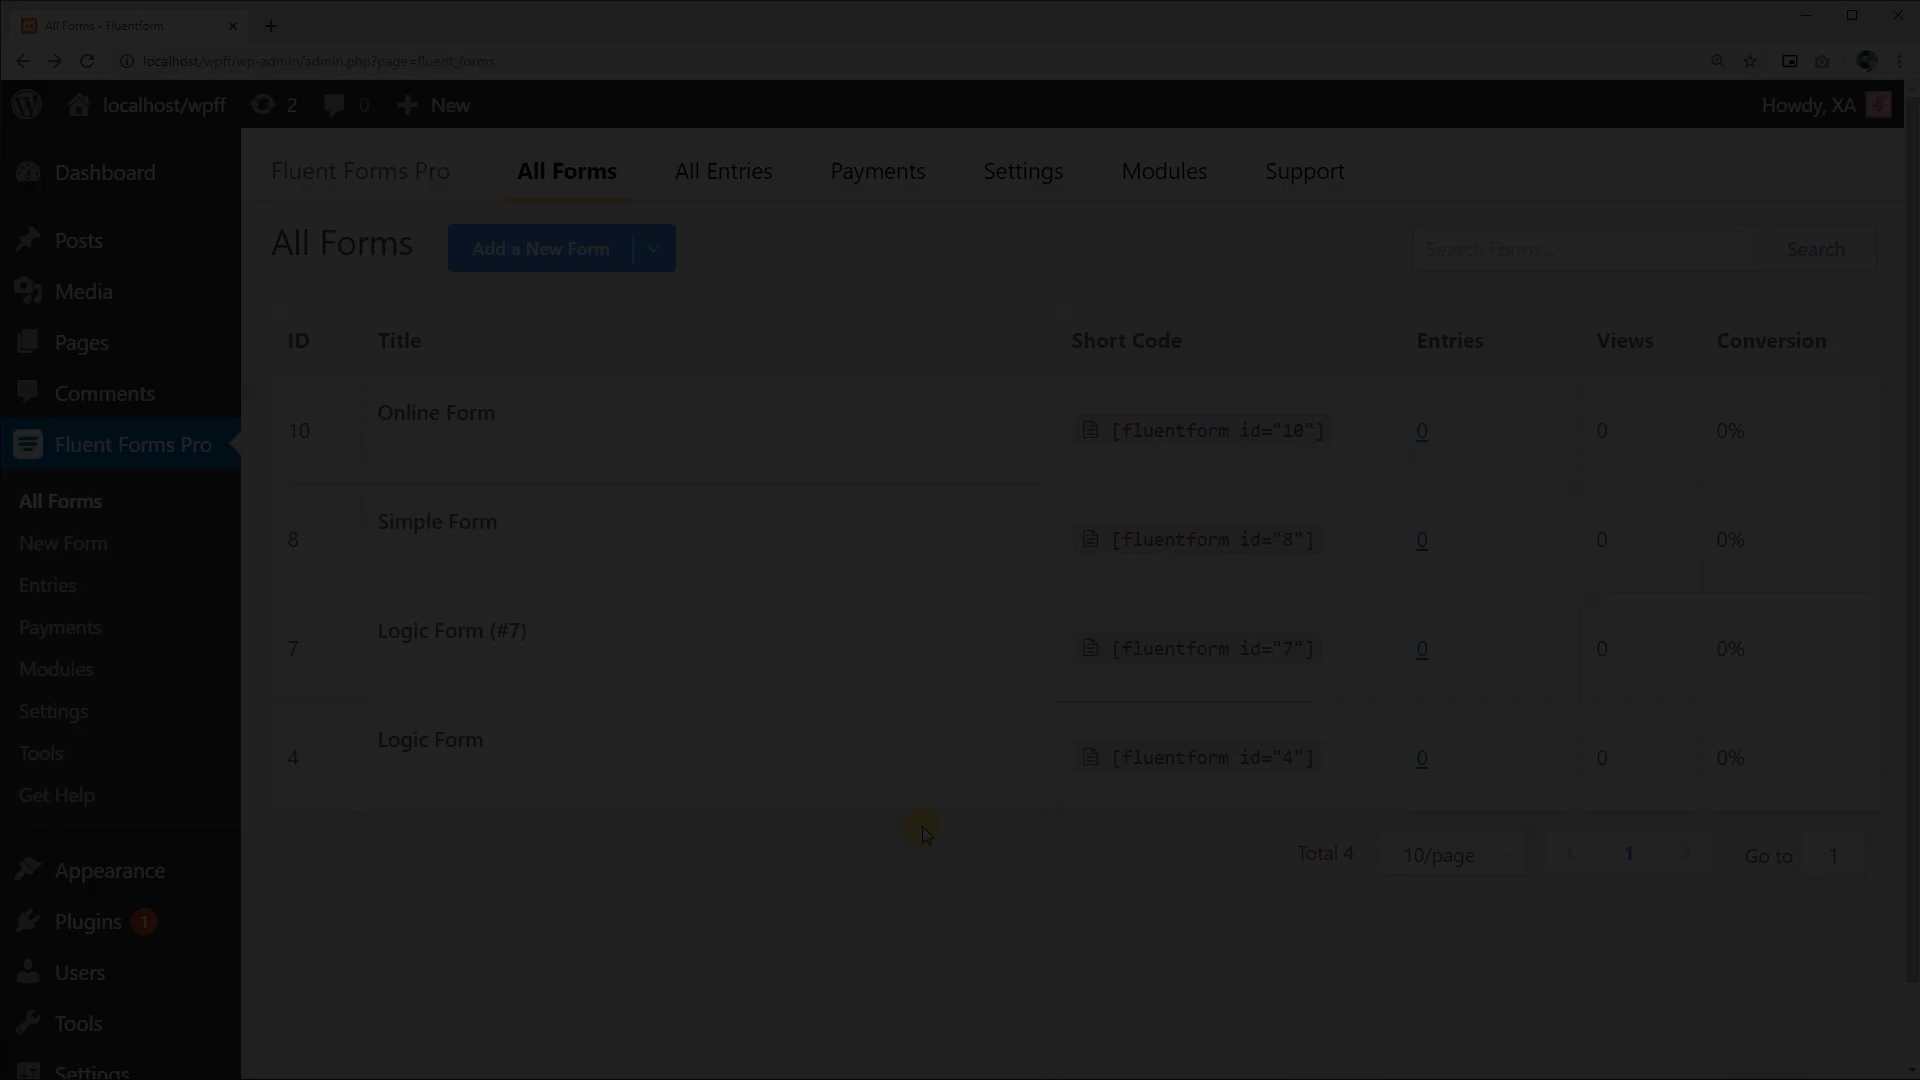 All Forms - Fluentform
localhost/wpff/wp-admin/admin.php?page=fluent_forms
localhost/wpff 2 0 New Howdy, XA
Dashboard
Posts
Media
Pages
Comments
Fluent Forms Pro
All Forms
New Form
Entries
Payments
Modules
Settings
Tools
Get Help
Appearance
Plugins 1
Users
Tools
Settings
Fluent Forms Pro All Forms All Entries Payments Settings Modules Support
All Forms Add a New Form Search Forms... Search
ID Title Short Code Entries Views Conversion
10 Online Form [fluentform id="10"] 0 0 0%
8 Simple Form [fluentform id="8"] 0 0 0%
7 Logic Form (#7) [fluentform id="7"] 0 0 0%
4 Logic Form [fluentform id="4"] 0 0 0%
Total 4 10/page 1 Go to 1